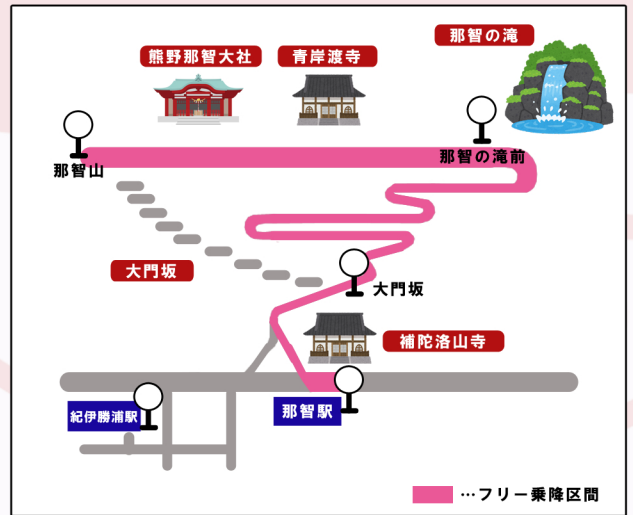 熊野那智大社
青岸渡寺
那智の滝
那智山
那智の滝前
大門坂
大門坂
補陀洛山寺
紀伊勝浦駅
那智駅
…フリー乗降区間